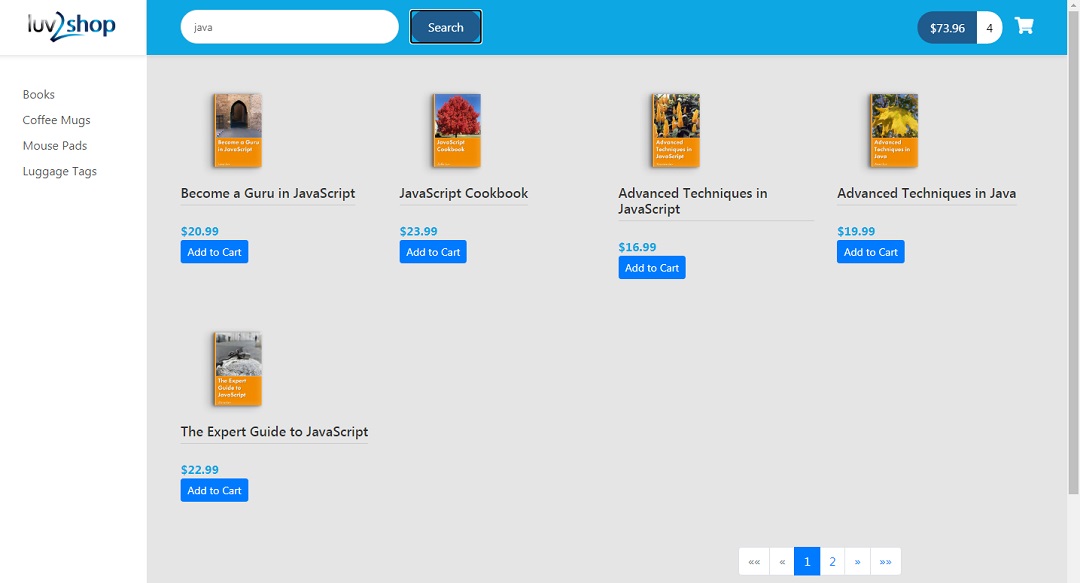 luv2shop
java
Search
$73.96 4
Books
Coffee Mugs
Mouse Pads
Luggage Tags
Become a Guru
in JavaScript
JavaScript
Cookbook
Advanced
Techniques in
JavaScript
Advanced
Techniques in
Java
Become a Guru in JavaScript
JavaScript Cookbook
Advanced Techniques in
JavaScript
Advanced Techniques in Java
$20.99
$23.99
$16.99
$19.99
Add to Cart
Add to Cart
Add to Cart
Add to Cart
The Expert
Guide to
JavaScript
The Expert Guide to JavaScript
$22.99
Add to Cart
«« « 1 2 » »»